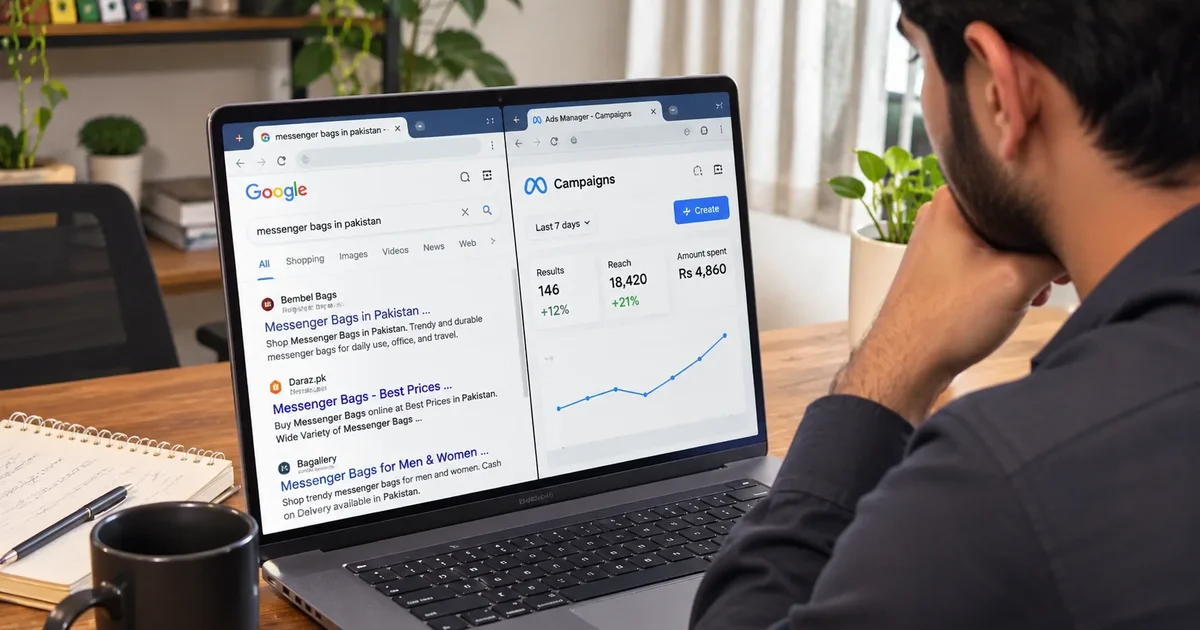 messenger bags in pakistan -
Google
messenger bags in pakistan
All Shopping Images Videos News Web
Bembel Bags
Messenger Bags in Pakistan ...
Shop Messenger Bags in Pakistan. Trendy and durable
messenger bags for daily use, office, and travel.
Daraz.pk
Messenger Bags - Best Prices ...
Buy Messenger Bags online at Best Prices in Pakistan.
Wide Variety of Messenger Bags ...
Bagallery
Messenger Bags for Men & Women ...
Shop trendy messenger bags for men and women. Cash
on Delivery available in Pakistan.
Ads Manager - Campaigns
Campaigns
+ Create
Last 7 days
Results
146
+12%
Reach
18,420
+21%
Amount spent
Rs 4,860